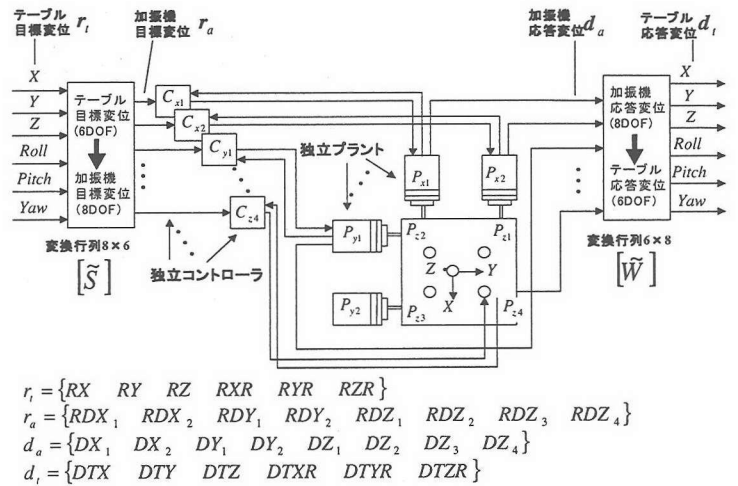 テーブル
目標変位 r_t
加振機
目標変位 r_a
加振機
応答変位 d_a
テーブル
応答変位 d_t
X
Y
Z
Roll
Pitch
Yaw
テーブル
目標変位
(6DOF)
加振機
目標変位
(8DOF)
変換行列8×6
[S̃]
C_x1
C_x2
C_y1
C_z4
独立コントローラ
独立プラント
P_x1
P_x2
P_y1
P_y2
P_z2
P_z1
P_z3
P_z4
Z
Y
X
加振機
応答変位
(8DOF)
テーブル
応答変位
(6DOF)
変換行列6×8
[W̃]
X
Y
Z
Roll
Pitch
Yaw
r_t = {RX RY RZ RXR RYR RZR}
r_a = {RDX_1 RDX_2 RDY_1 RDY_2 RDZ_1 RDZ_2 RDZ_3 RDZ_4}
d_a = {DX_1 DX_2 DY_1 DY_2 DZ_1 DZ_2 DZ_3 DZ_4}
d_t = {DTX DTY DTZ DTXR DTYR DTZR}